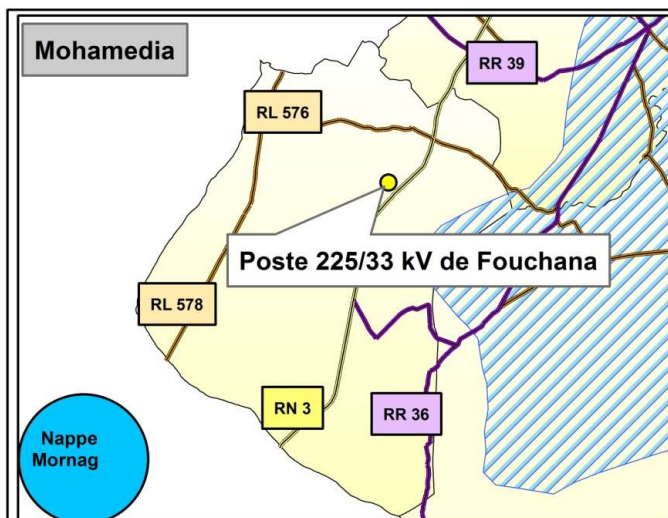 Mohamedia
RR 39
RL 576
Poste 225/33 kV de Fouchana
RL 578
RN 3
RR 36
Nappe
Mornag